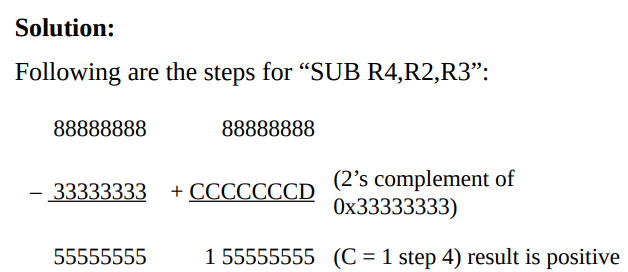 Solution:
Following are the steps for “SUB R4,R2,R3”:
88888888 88888888
– 33333333 + CCCCCCCD (2’s complement of
0x33333333)
55555555 1 55555555 (C = 1 step 4) result is positive